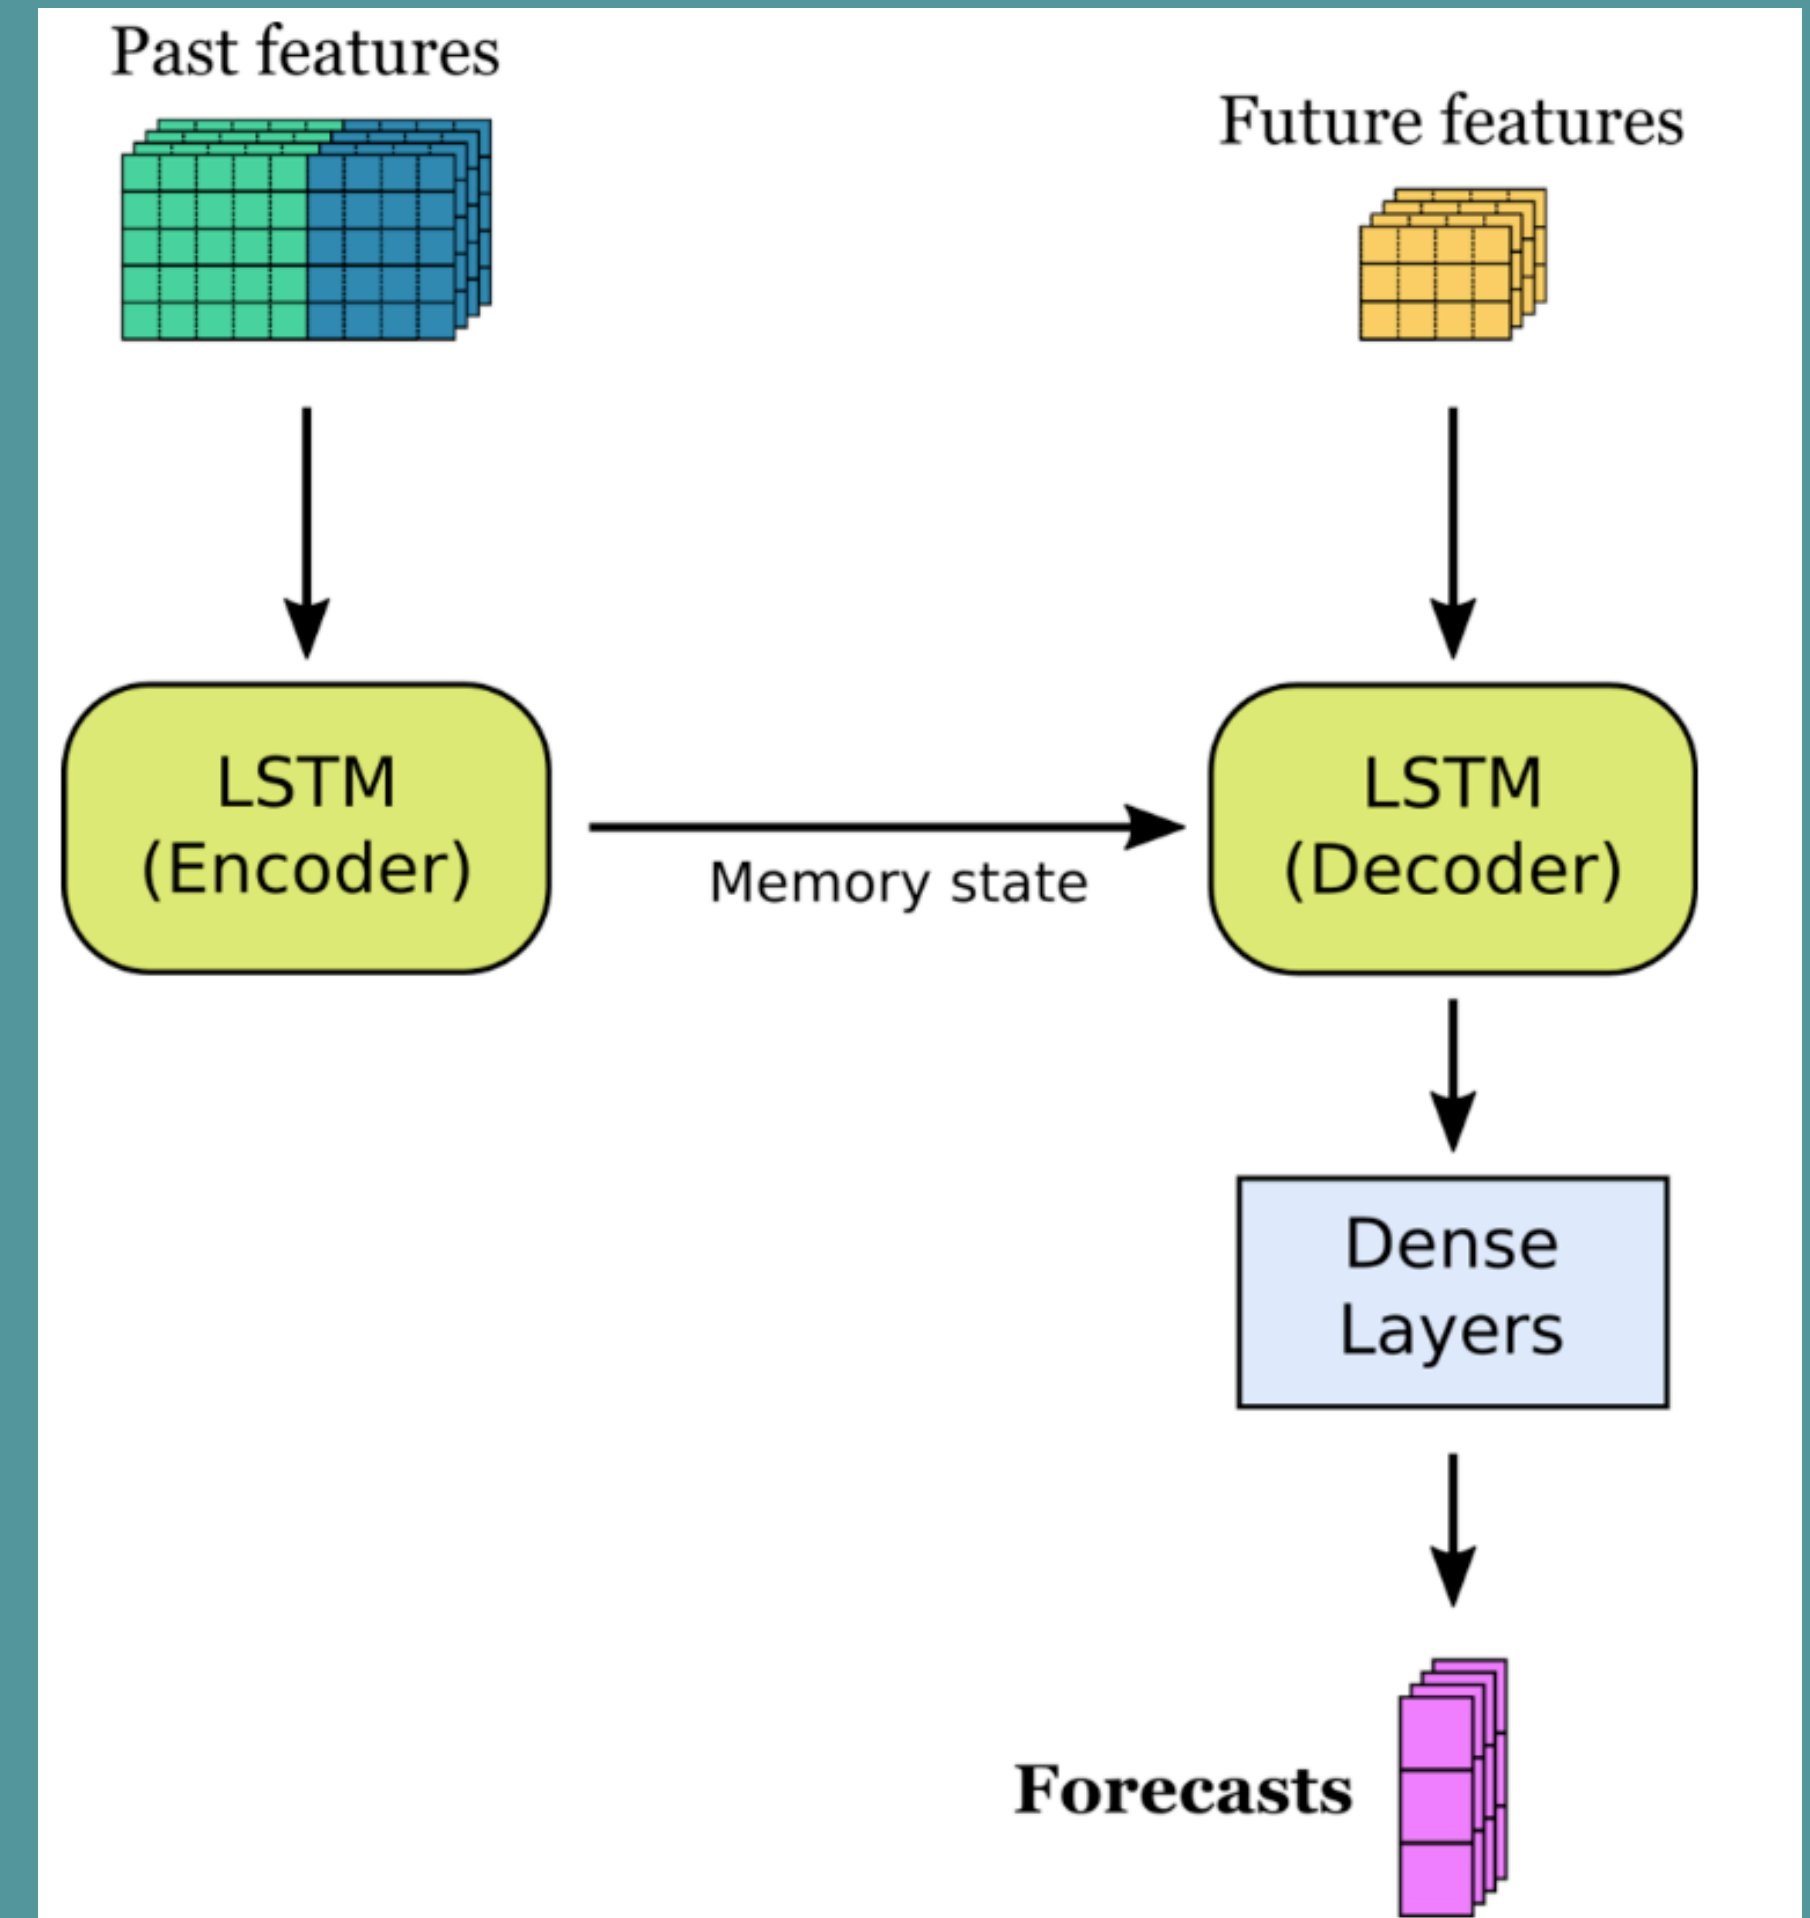 Past features
Future features
LSTM
(Encoder)
Memory state
LSTM
(Decoder)
Dense
Layers
Forecasts